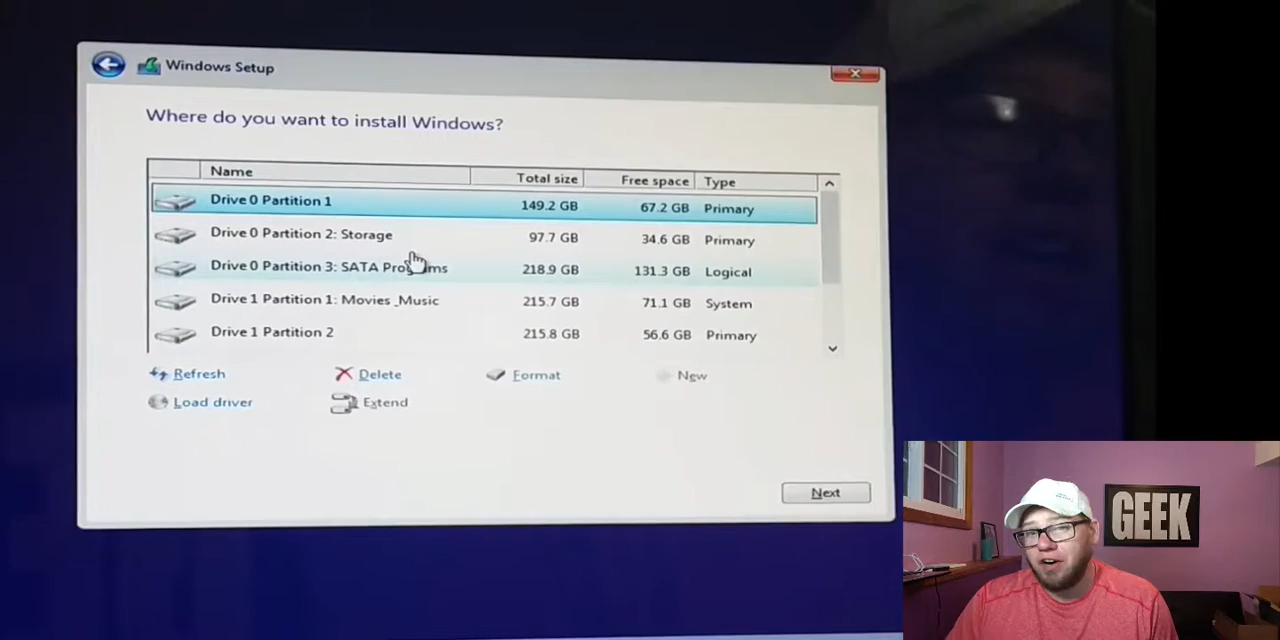 Windows Setup
Where do you want to install Windows?
Name Total size Free space Type
Drive 0 Partition 1 149.2 GB 67.2 GB Primary
Drive 0 Partition 2: Storage 97.7 GB 34.6 GB Primary
Drive 0 Partition 3: SATA Programs 218.9 GB 131.3 GB Logical
Drive 1 Partition 1: Movies _Music 215.7 GB 71.1 GB System
Drive 1 Partition 2 215.8 GB 56.6 GB Primary
Refresh Delete Format New
Load driver Extend
Next
GEEK